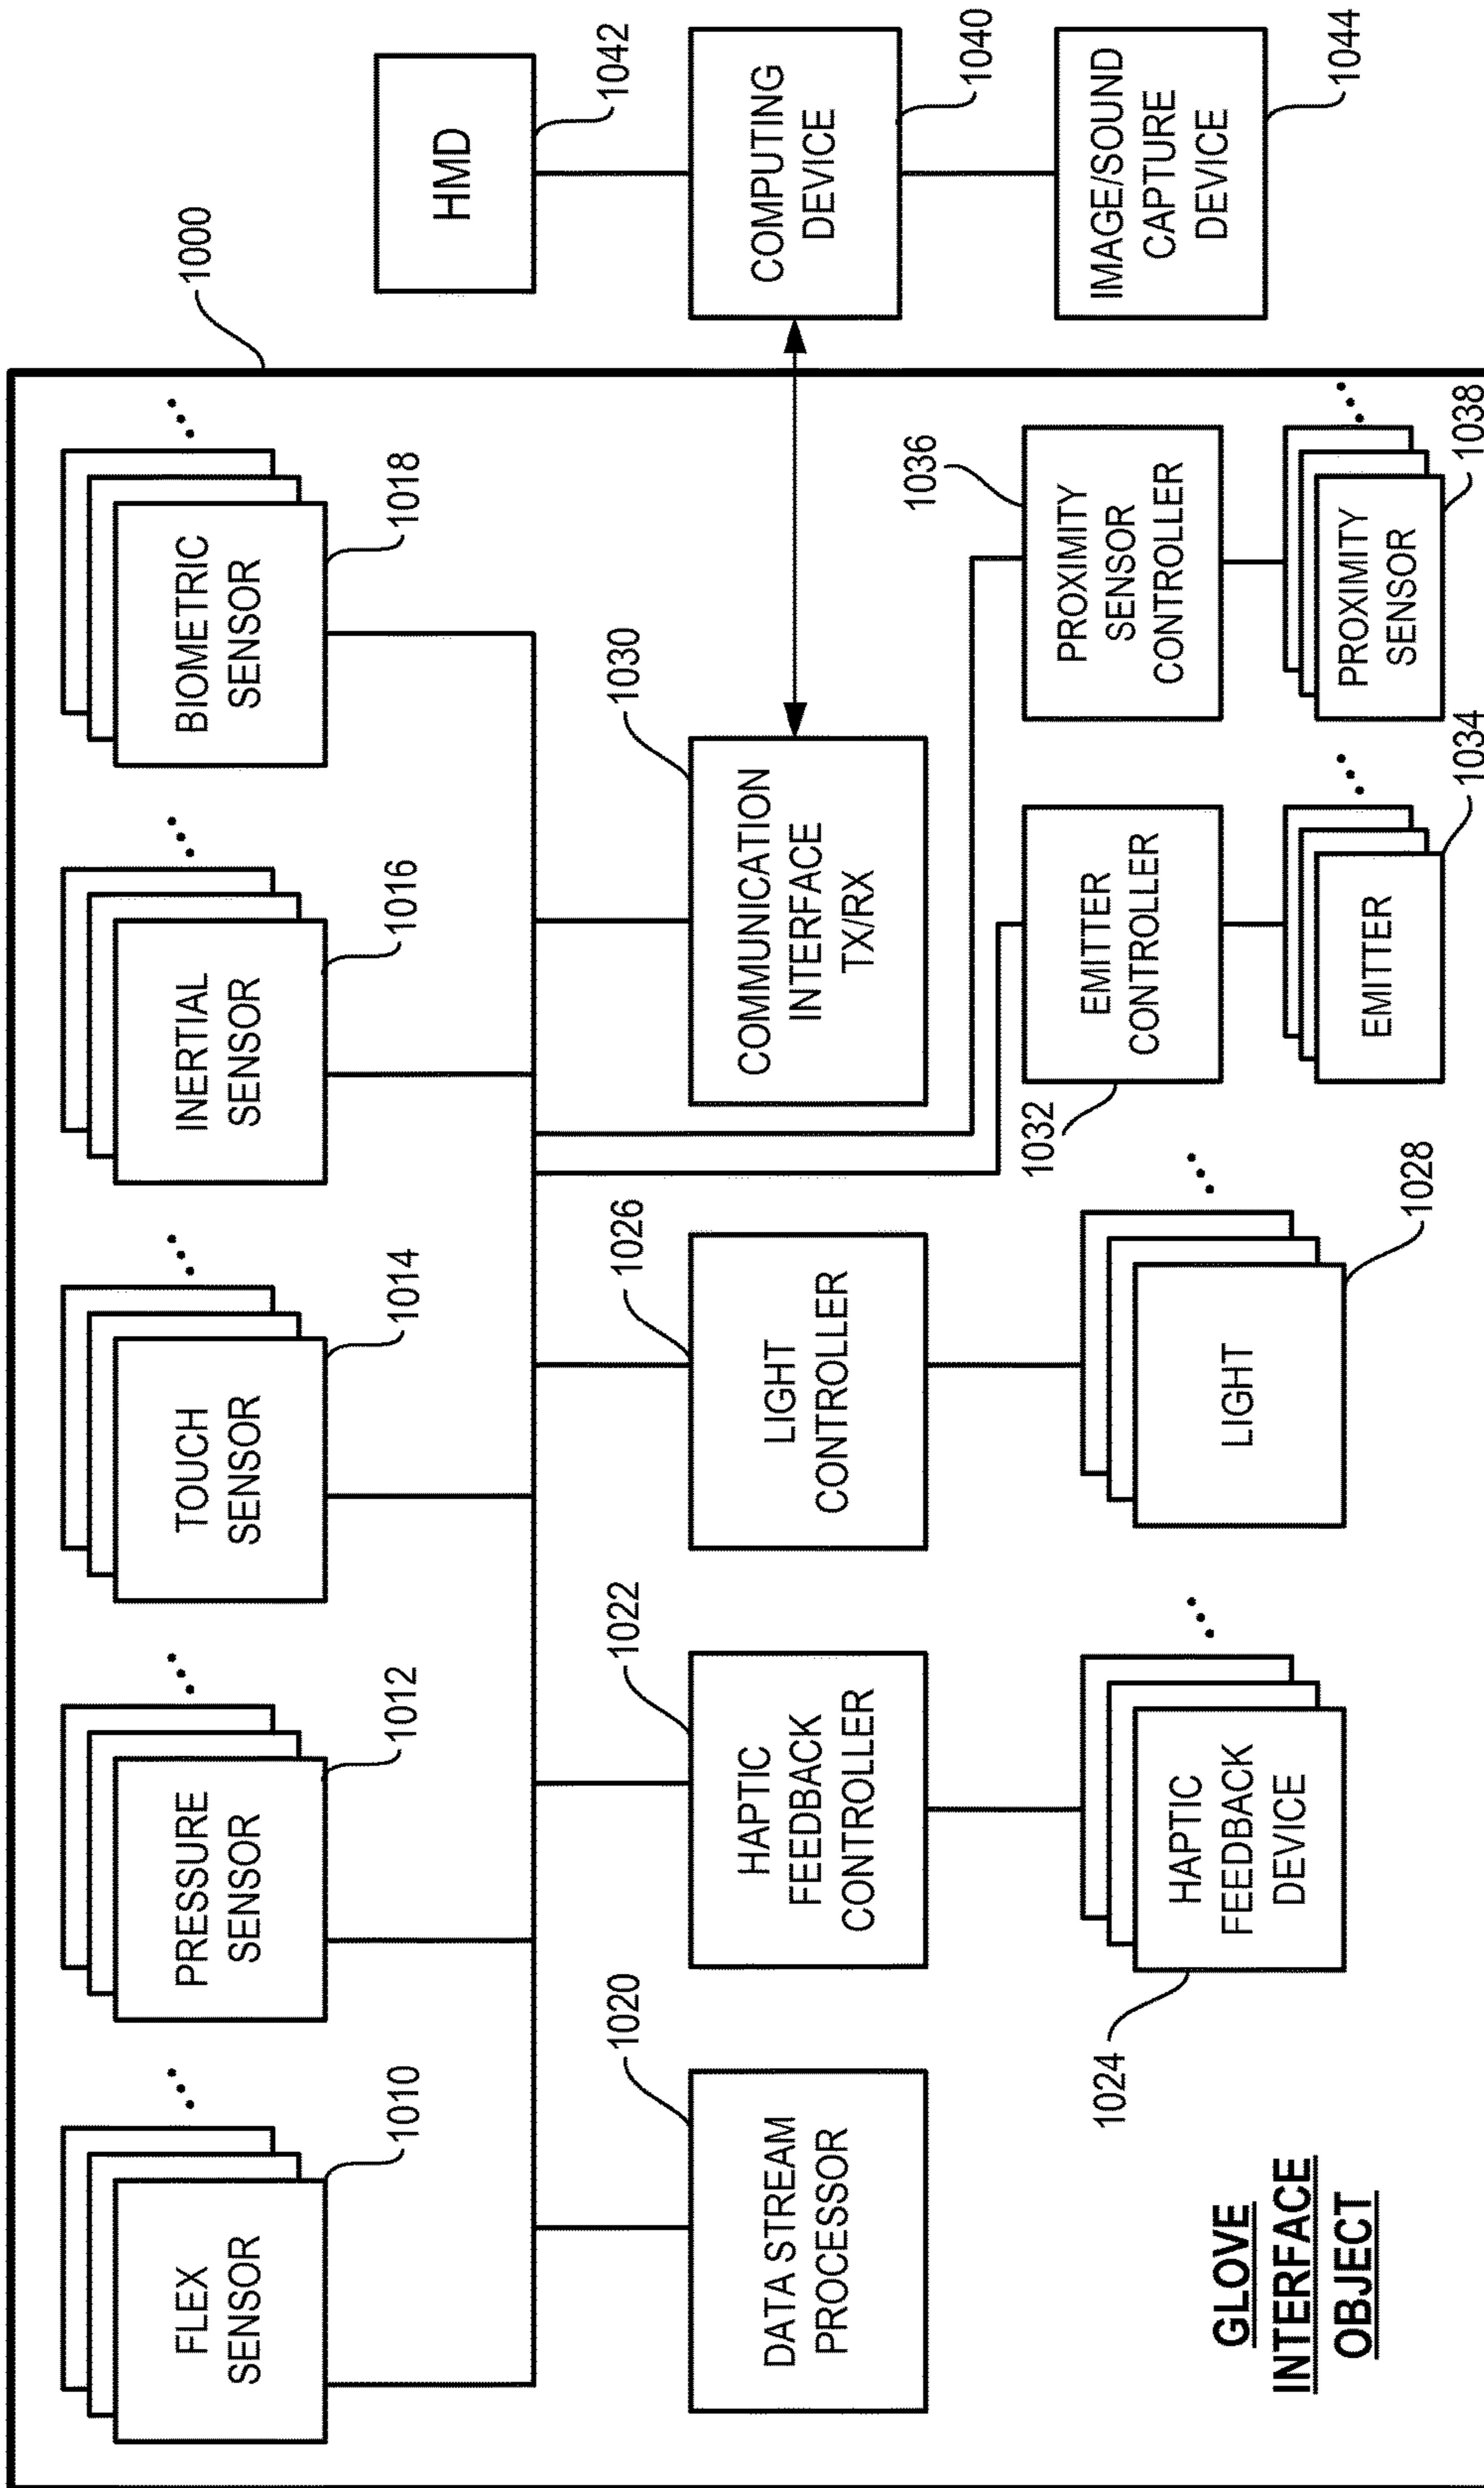 FLEX
SENSOR
1010
PRESSURE
SENSOR
1012
TOUCH
SENSOR
1014
INERTIAL
SENSOR
1016
BIOMETRIC
SENSOR
1018
1000
HMD
1042
DATA STREAM
PROCESSOR
1020
HAPTIC
FEEDBACK
CONTROLLER
1022
LIGHT
CONTROLLER
1026
COMMUNICATION
INTERFACE
TX/RX
1030
COMPUTING
DEVICE
1040
GLOVE
INTERFACE
OBJECT
1024
HAPTIC
FEEDBACK
DEVICE
LIGHT
1028
1032
EMITTER
CONTROLLER
EMITTER
1034
1036
PROXIMITY
SENSOR
CONTROLLER
PROXIMITY
SENSOR
1038
IMAGE/SOUND
CAPTURE
DEVICE
1044